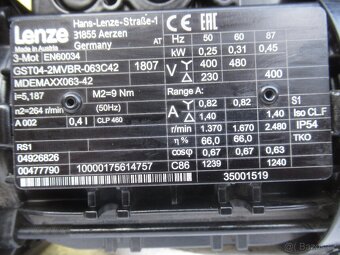 Lenze
Hans-Lenze-Straße-1
31855 Aerzen
Germany
Made in Austria
3-Mot EN60034
AT
CE EAC
GST04-2MVBR-063C42 1807
MDEMAXX063-42
i=5,187
M2=9 Nm
n2=264 r/min (50Hz)
A 002 0,4 l CLP 460
RS1
04926826
00477790 10000175614757
Hz 50 60 87
kW 0.25 0.31 0.45
V 400 480
230 400
Range A:
A 0,82 0,82 S1
1,40 1,40 Iso CL.F
r/min 1.370 1.670 2.480 IP54
η% 66,0 66,0 TKO
cosφ 0,67 0,67 0,63
C86 1239 1240
35001519